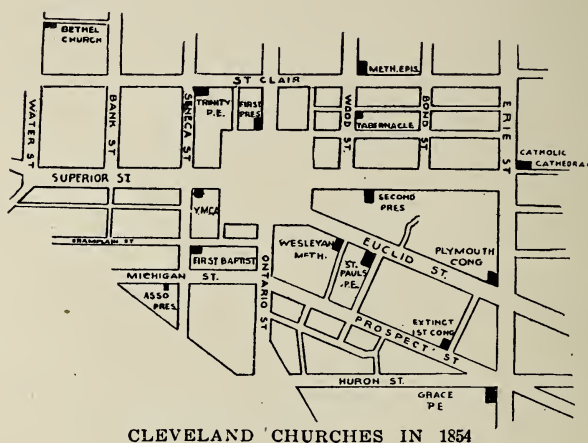 BETHEL
CHURCH
METH. EPIS.
ST CLAIR
WATER ST
BANK ST
SENECA ST
TRINITY
P.E.
FIRST
PRES
WOOD ST.
TABERNACLE
BOND ST
ERIE ST
CATHOLIC
CATHEDRAL
SUPERIOR ST.
Y.M.C.A
SECOND
PRES
CHAMPLAIN ST
FIRST BAPTIST
WESLEYAN
METH.
ST.
PAULS
P.E.
EUCLID ST.
PLYMOUTH
CONG
MICHIGAN ST.
ASSO
PRES.
ONTARIO ST
PROSPECT ST
EXTINCT
1ST CONG
HURON ST.
GRACE
P E
CLEVELAND CHURCHES IN 1854